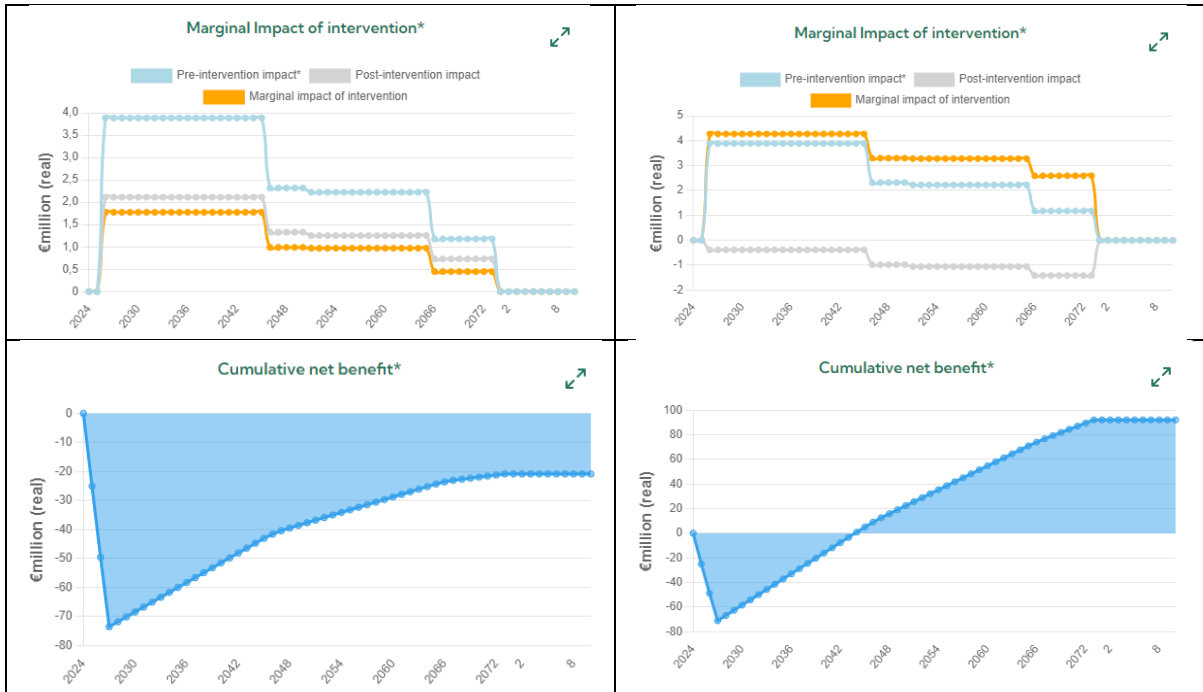 Marginal Impact of intervention*
Pre-intervention impact* Post-intervention impact
Marginal impact of intervention
€million (real)
4,0
3,5
3,0
2,5
2,0
1,5
1,0
0,5
0
2024 2030 2036 2042 2048 2054 2060 2066 2072 2 8
Marginal Impact of intervention*
Pre-intervention impact* Post-intervention impact
Marginal impact of intervention
€million (real)
5
4
3
2
1
0
-1
-2
2024 2030 2036 2042 2048 2054 2060 2066 2072 2 8
Cumulative net benefit*
€million (real)
0
-10
-20
-30
-40
-50
-60
-70
-80
2024 2030 2036 2042 2048 2054 2060 2066 2072 2 8
Cumulative net benefit*
€million (real)
100
80
60
40
20
0
-20
-40
-60
-80
2024 2030 2036 2042 2048 2054 2060 2066 2072 2 8